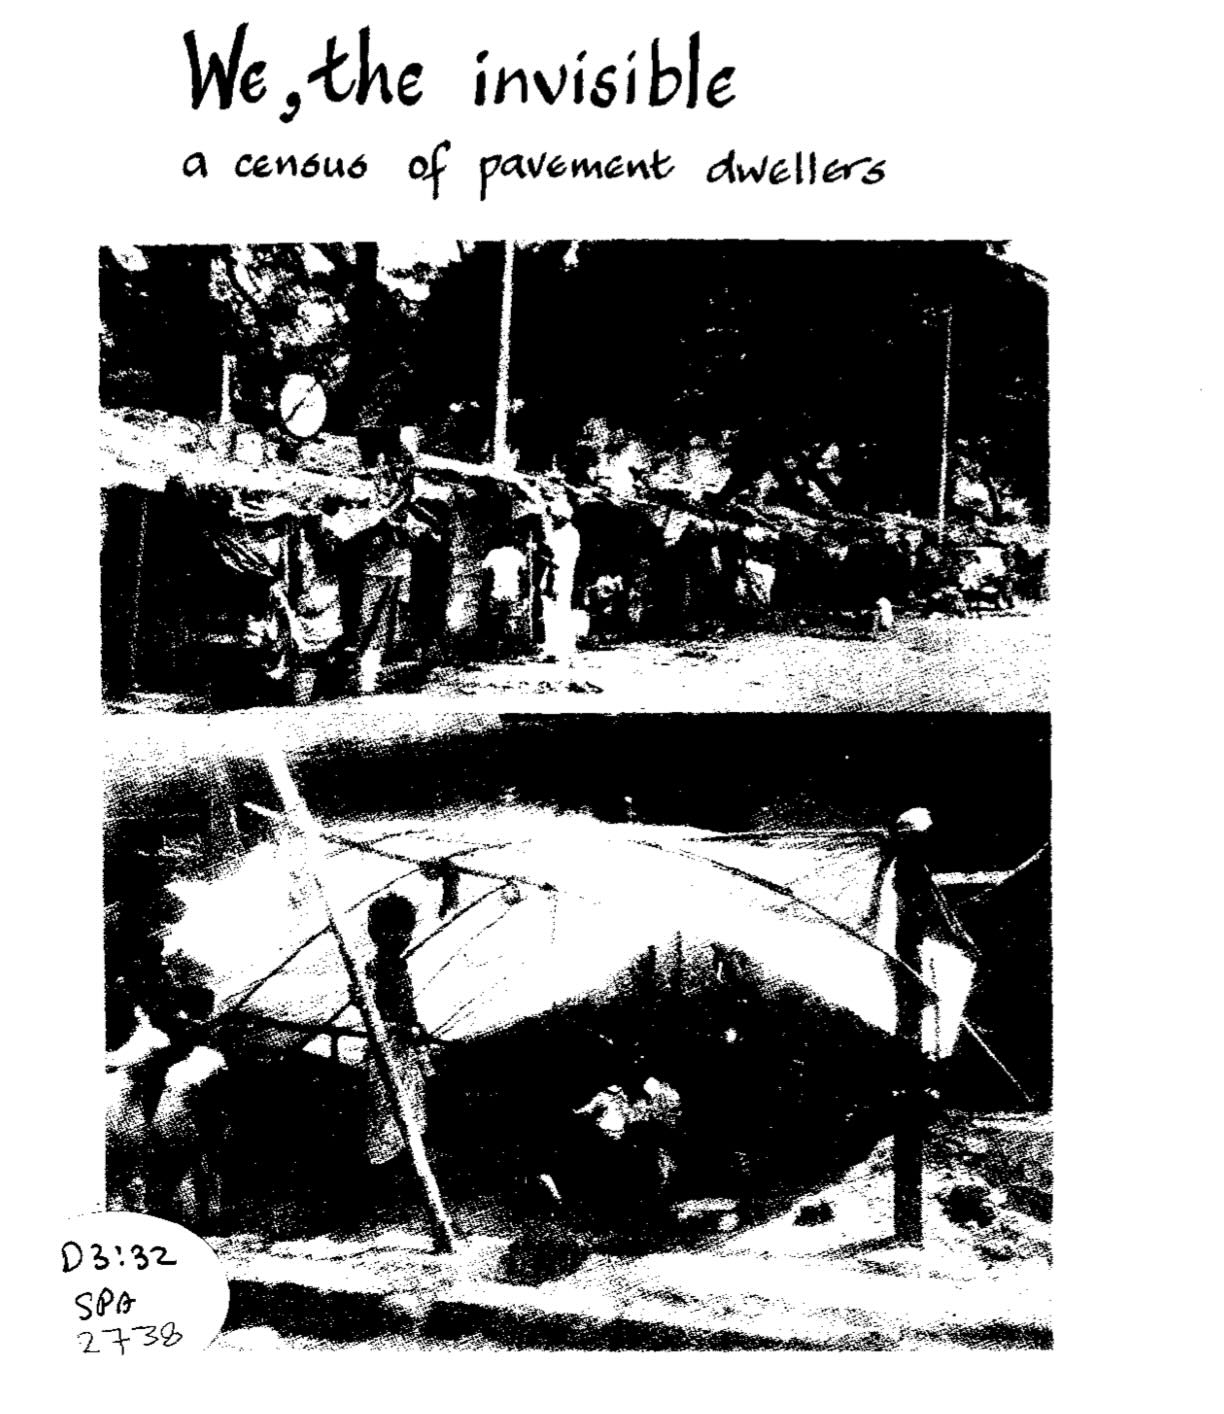 We, the invisible
a census of pavement dwellers
D3:32
SPA
2738